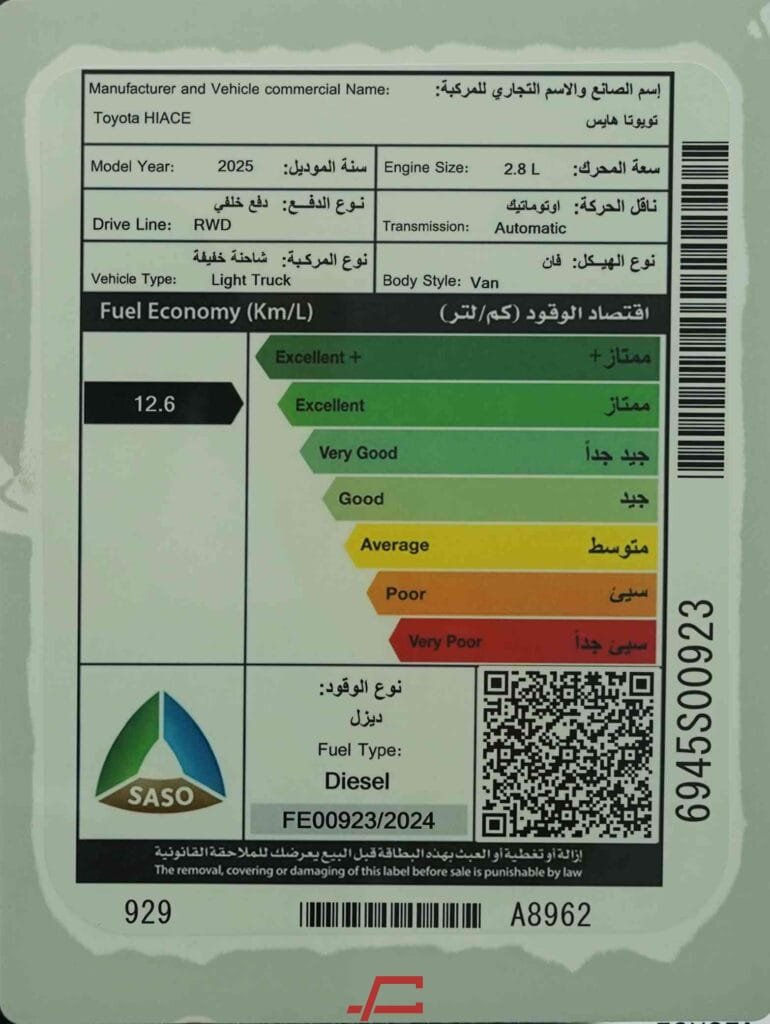 Manufacturer and Vehicle commercial Name: إسم الصانع والاسم التجاري للمركبة:
Toyota HIACE تويوتا هايس
Model Year: 2025 سنة الموديل:
Engine Size: 2.8 L سعة المحرك:
نـوع الدفــع: دفع خلفي
Drive Line: RWD
ناقل الحركة: اوتوماتيك
Transmission: Automatic
نوع المركـبة: شاحنة خفيفة
Vehicle Type: Light Truck
نوع الهيـكل: فان
Body Style: Van
Fuel Economy (Km/L) اقتصاد الوقود (كم/لتر)
Excellent + ممتاز +
12.6
Excellent ممتاز
Very Good جيد جداً
Good جيد
Average متوسط
Poor سيئ
Very Poor سيئ جداً
SASO
نوع الوقود:
ديزل
Fuel Type:
Diesel
FE00923/2024
6945S00923
إزالة أو تغطية أو العبث بهذه البطاقة قبل البيع يعرضك للملاحقة القانونية
The removal, covering or damaging of this label before sale is punishable by law
929 A8962